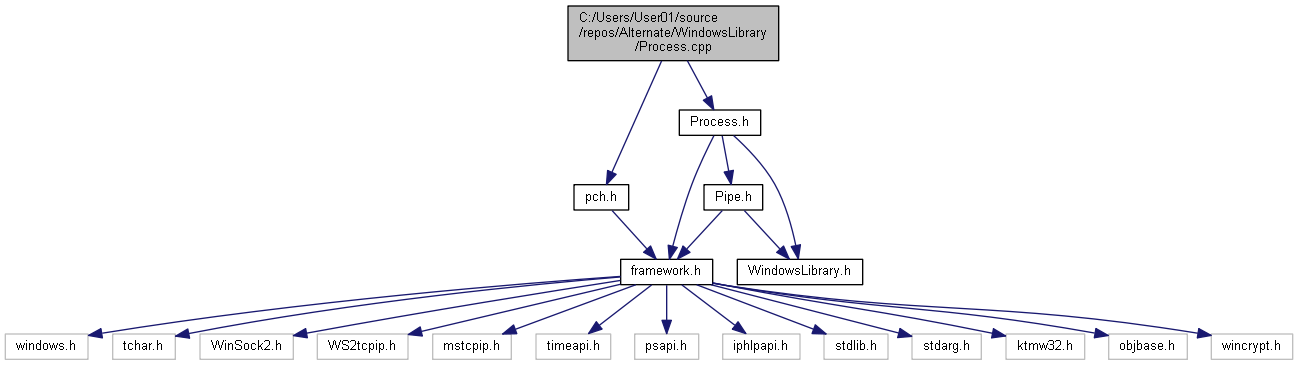 C:/Users/User01/source
/repos/Alternate/WindowsLibrary
/Process.cpp
Process.h
pch.h
Pipe.h
framework.h
WindowsLibrary.h
windows.h
tchar.h
WinSock2.h
WS2tcpip.h
mstcpip.h
timeapi.h
psapi.h
iphlpapi.h
stdlib.h
stdarg.h
ktmw32.h
objbase.h
wincrypt.h